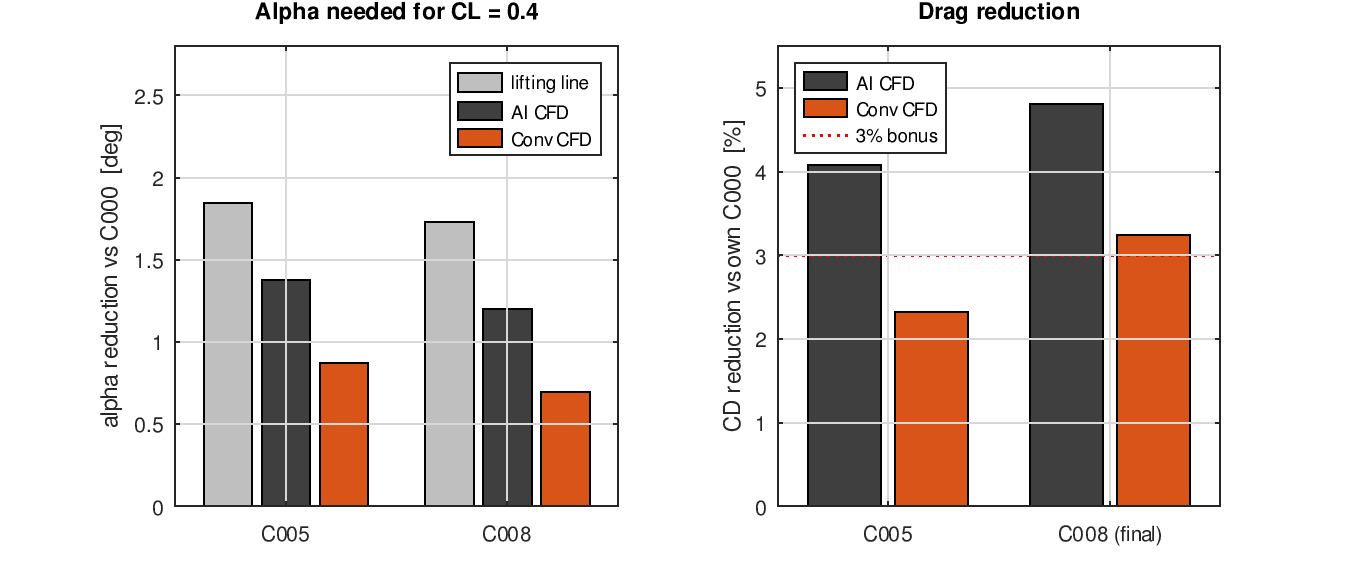 Alpha needed for CL = 0.4
alpha reduction vs C000 [deg]
2.5
2
1.5
1
0.5
0
lifting line
AI CFD
Conv CFD
C005
C008
Drag reduction
CD reduction vs own C000 [%]
5
4
3
2
1
0
AI CFD
Conv CFD
3% bonus
C005
C008 (final)